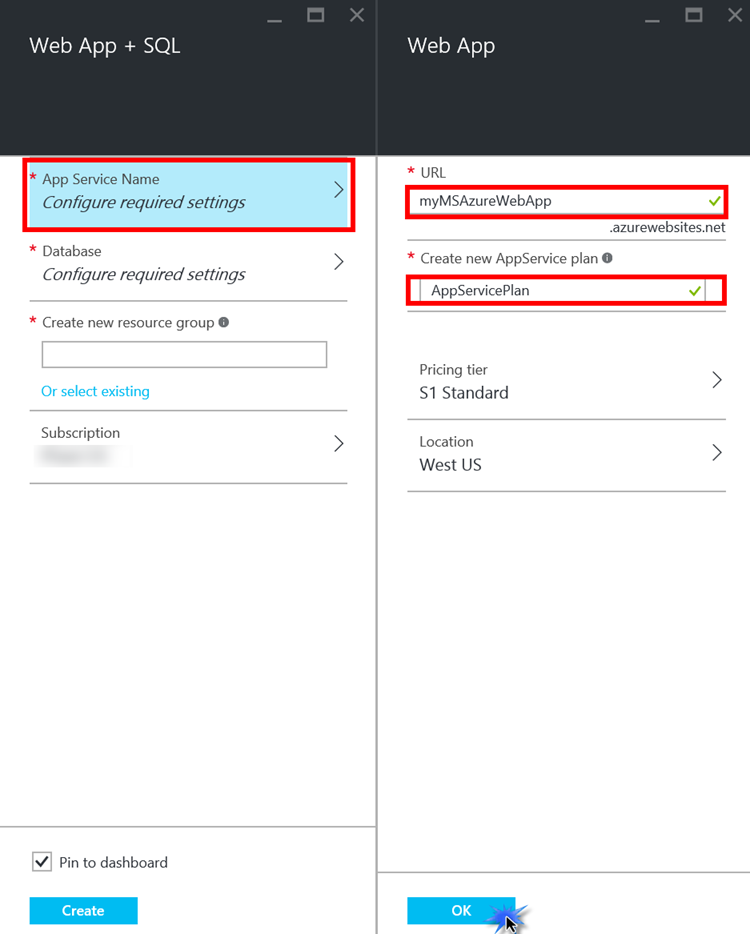 Web App + SQL
* App Service Name
Configure required settings
* Database
Configure required settings
* Create new resource group
Or select existing
Subscription
Pin to dashboard
Create
Web App
* URL
myMSAzureWebApp
.azurewebsites.net
* Create new AppService plan
AppServicePlan
Pricing tier
S1 Standard
Location
West US
OK